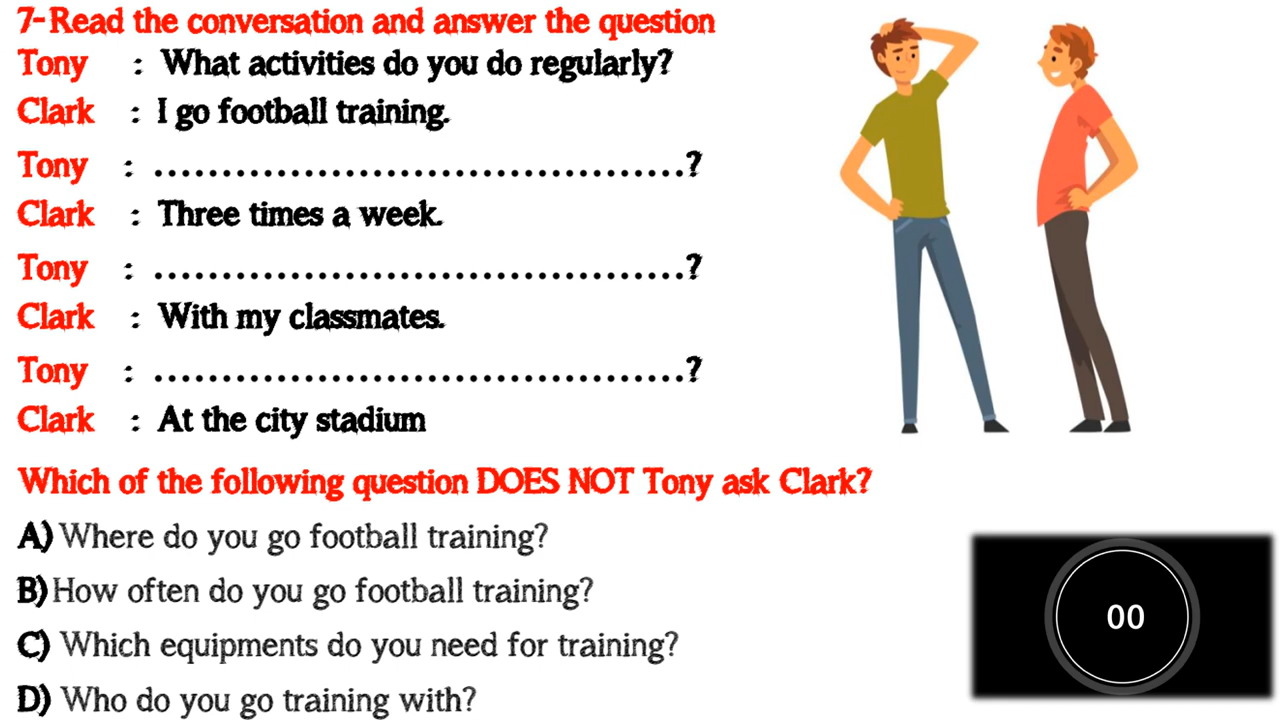 7-Read the conversation and answer the question
Tony : What activities do you do regularly?
Clark : I go football training.
Tony : .......................................?
Clark : Three times a week.
Tony : .......................................?
Clark : With my classmates.
Tony : .......................................?
Clark : At the city stadium
Which of the following question DOES NOT Tony ask Clark?
A) Where do you go football training?
B) How often do you go football training?
C) Which equipments do you need for training?
D) Who do you go training with?
00